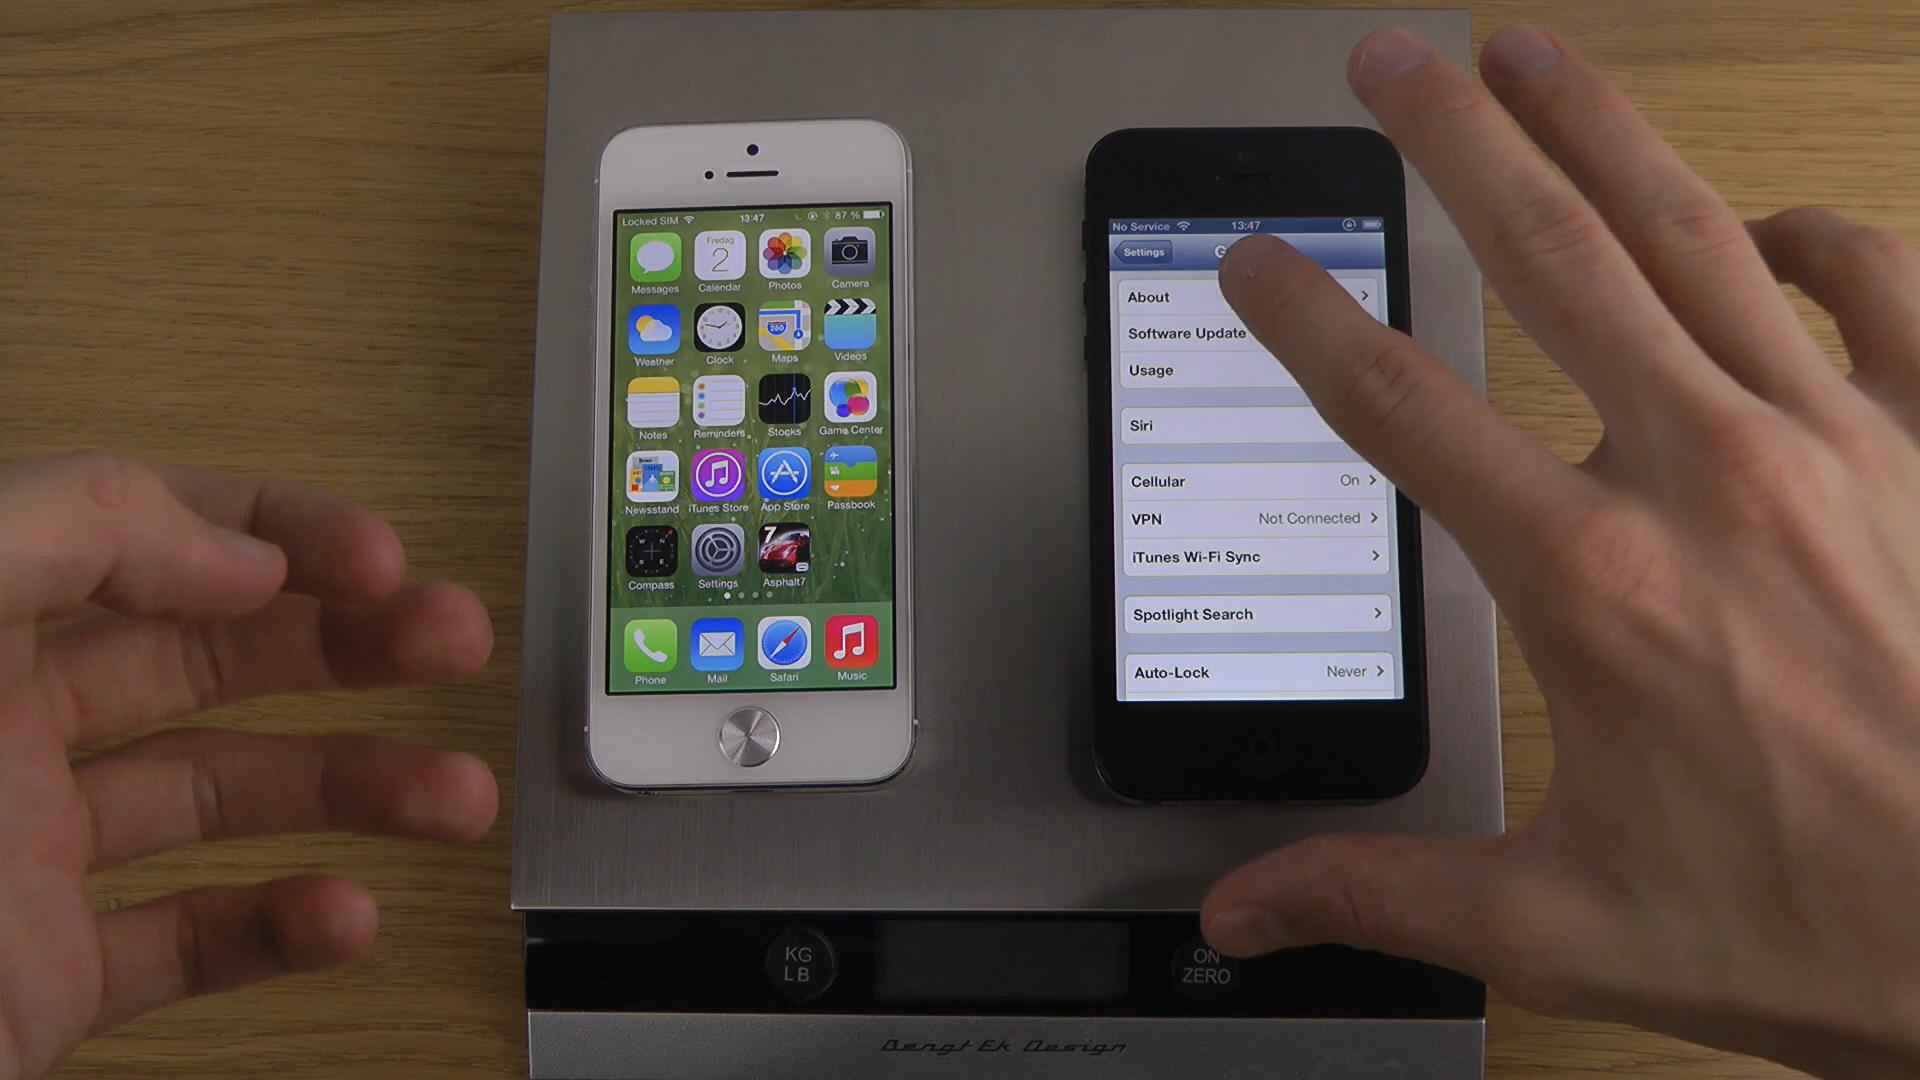 Locked SIM 13:47 87 %
Fredag
2
Messages Calendar Photos Camera
280
Weather Clock Maps Videos
Notes Reminders Stocks Game Center
Newsstand iTunes Store App Store Passbook
N
W
E
7
Compass Settings Asphalt7
Phone Mail Safari Music
No Service 13:47
Settings
About
Software Update
Usage
Siri
Cellular On
VPN Not Connected
iTunes Wi-Fi Sync
Spotlight Search
Auto-Lock Never
KG
LB
ON
ZERO
Bengt Ek Design